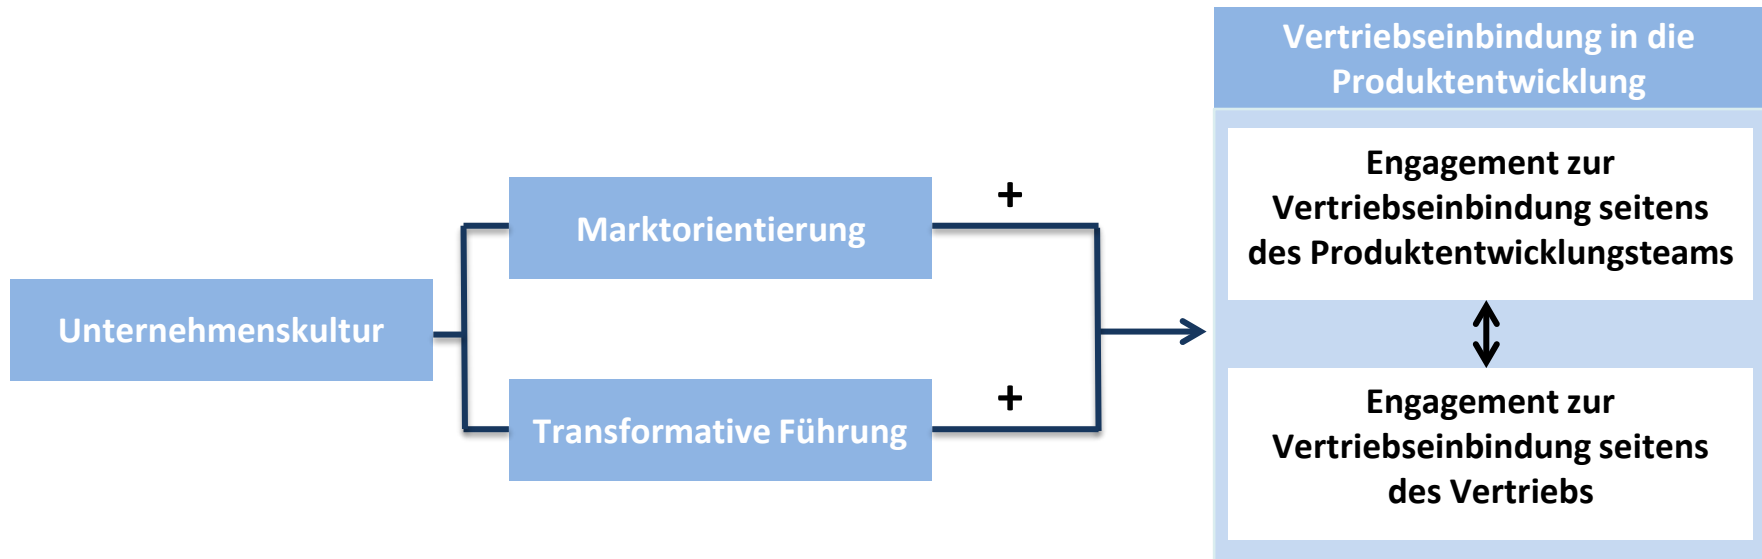 Unternehmenskultur
Marktorientierung
+
Transformative Führung
+
Vertriebseinbindung in die
Produktentwicklung
Engagement zur
Vertriebseinbindung seitens
des Produktentwicklungsteams
Engagement zur
Vertriebseinbindung seitens
des Vertriebs